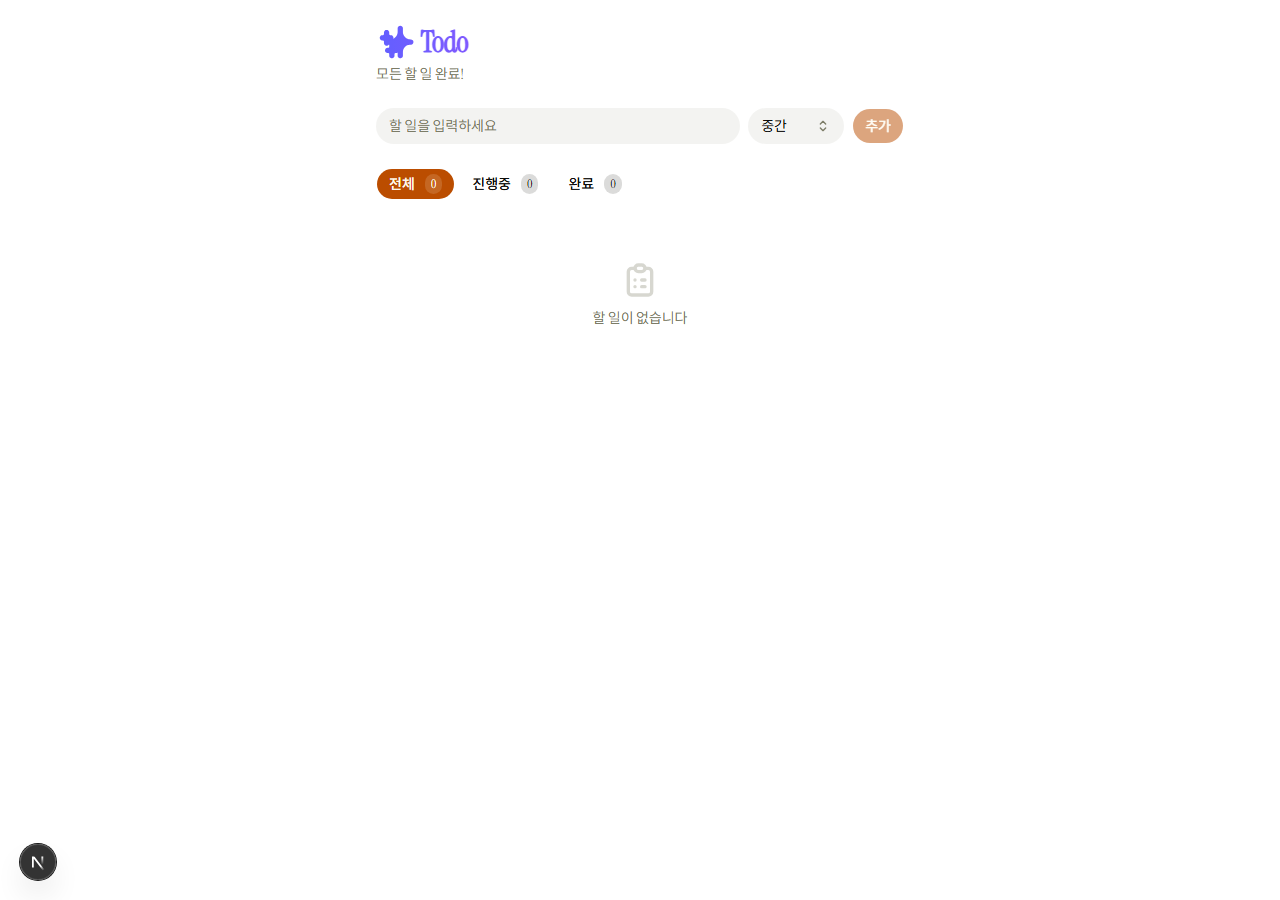 Todo
모든 할 일 완료!
할 일을 입력하세요 중간 추가
전체 0 진행중 0 완료 0
할 일이 없습니다
N